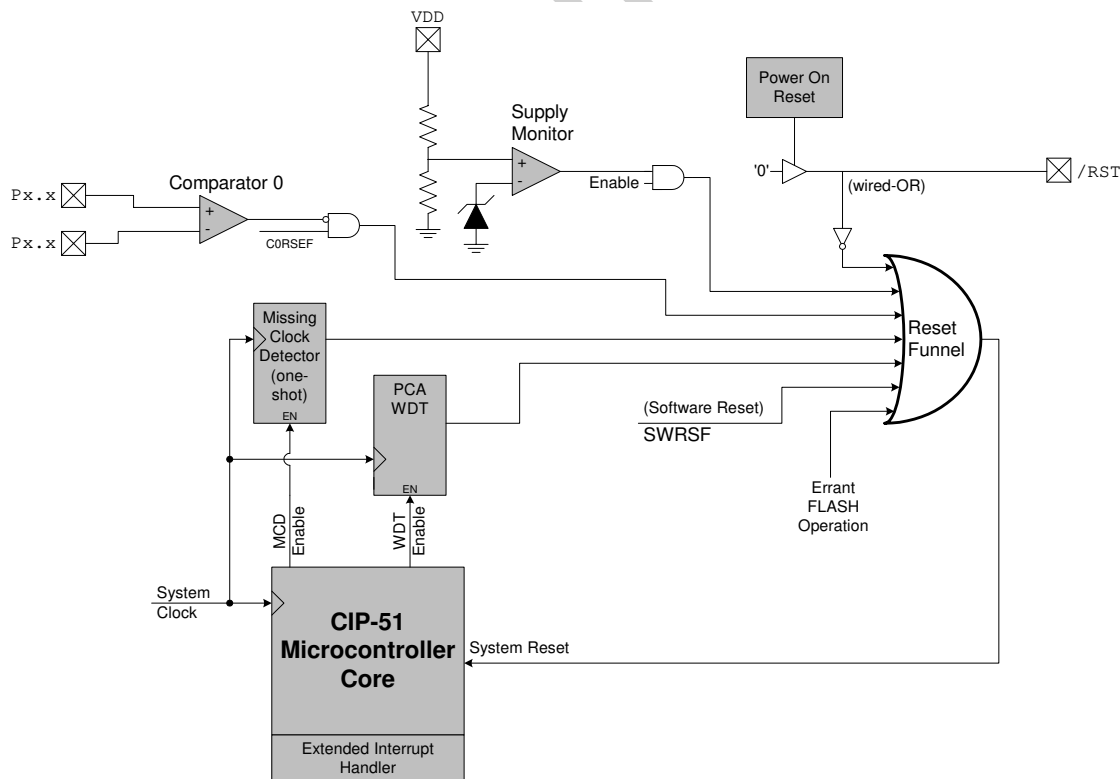 VDD
Power On
Reset
Supply
Monitor
+
-
Enable
'0'
(wired-OR)
/RST
Px.x
Px.x
Comparator 0
+
-
C0RSEF
Missing
Clock
Detector
(one-
shot)
EN
PCA
WDT
EN
Reset
Funnel
(Software Reset)
SWRSF
Errant
FLASH
Operation
MCD
Enable
WDT
Enable
System
Clock
CIP-51
Microcontroller
Core
System Reset
Extended Interrupt
Handler